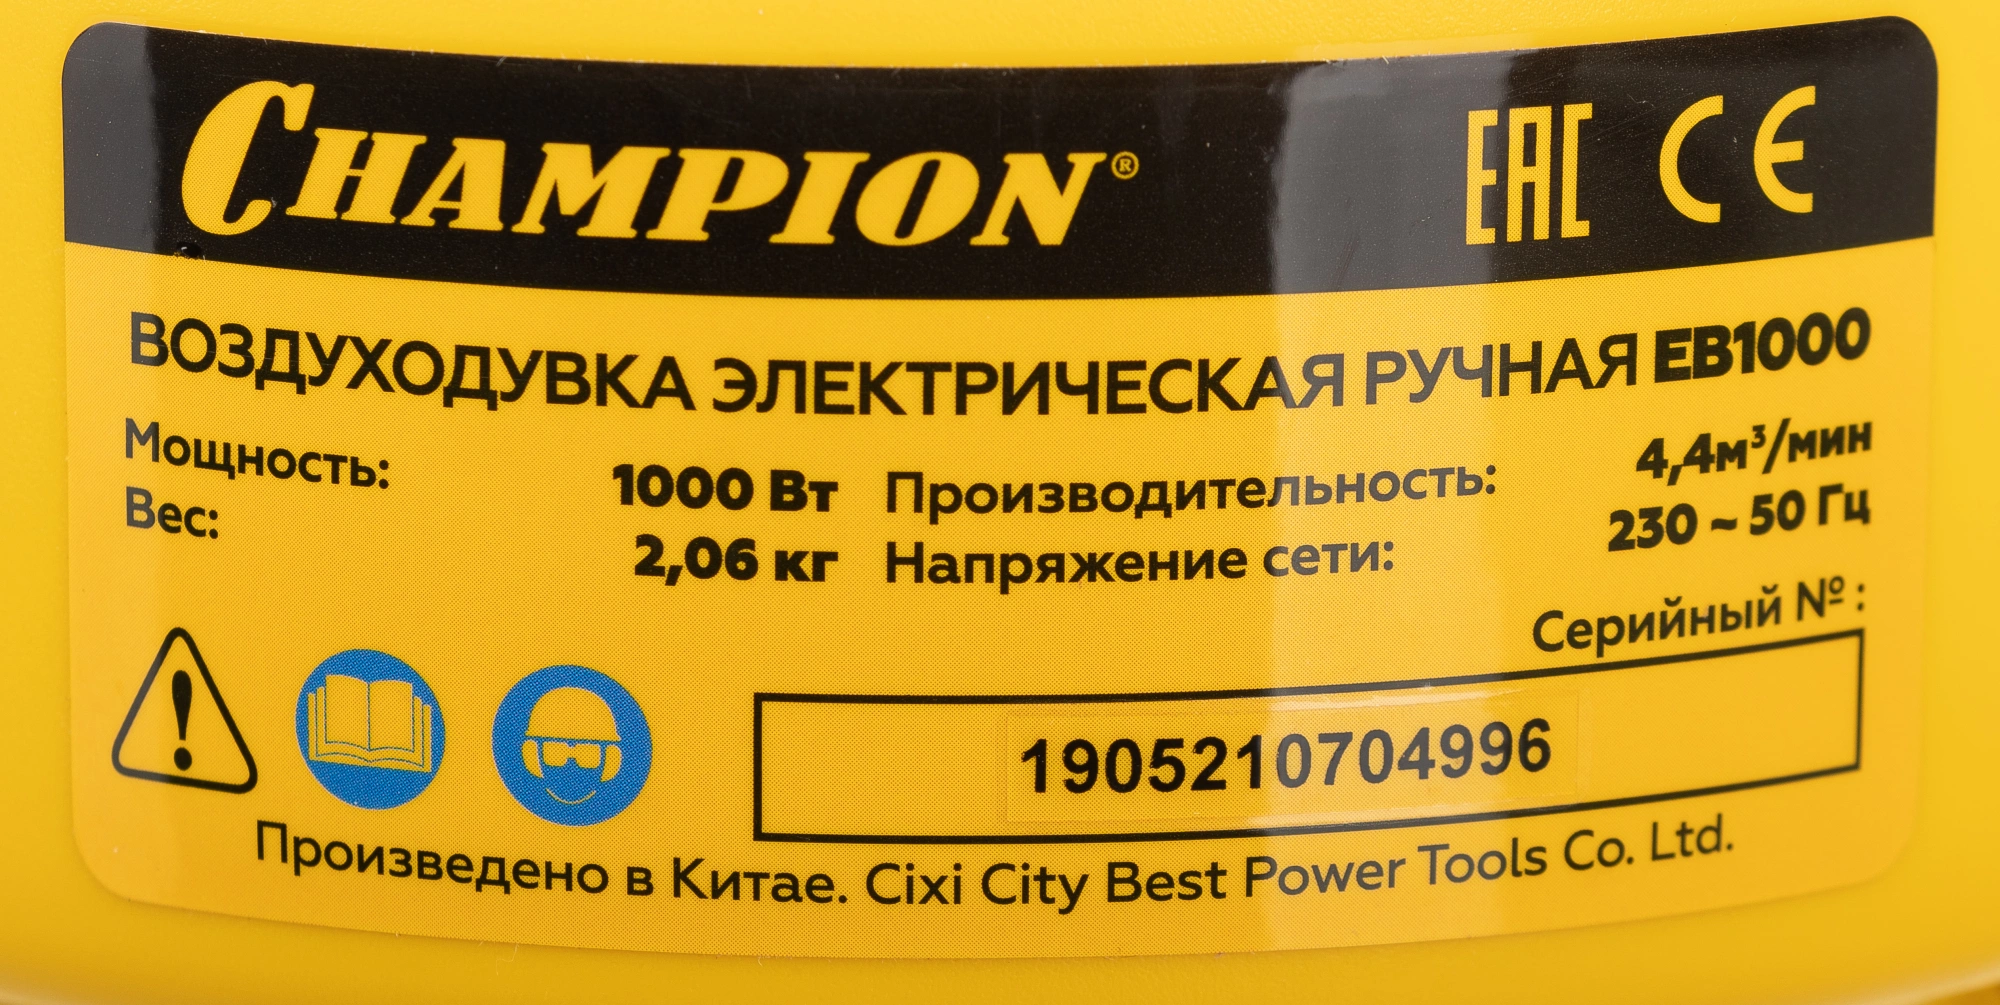 CHAMPION® EAC CE
ВОЗДУХОДУВКА ЭЛЕКТРИЧЕСКАЯ РУЧНАЯ EB1000
Мощность: 1000 Вт Производительность: 4,4м³/мин
Вес: 2,06 кг Напряжение сети: 230 ~ 50 Гц
Серийный № :
1905210704996
Произведено в Китае. Cixi City Best Power Tools Co. Ltd.